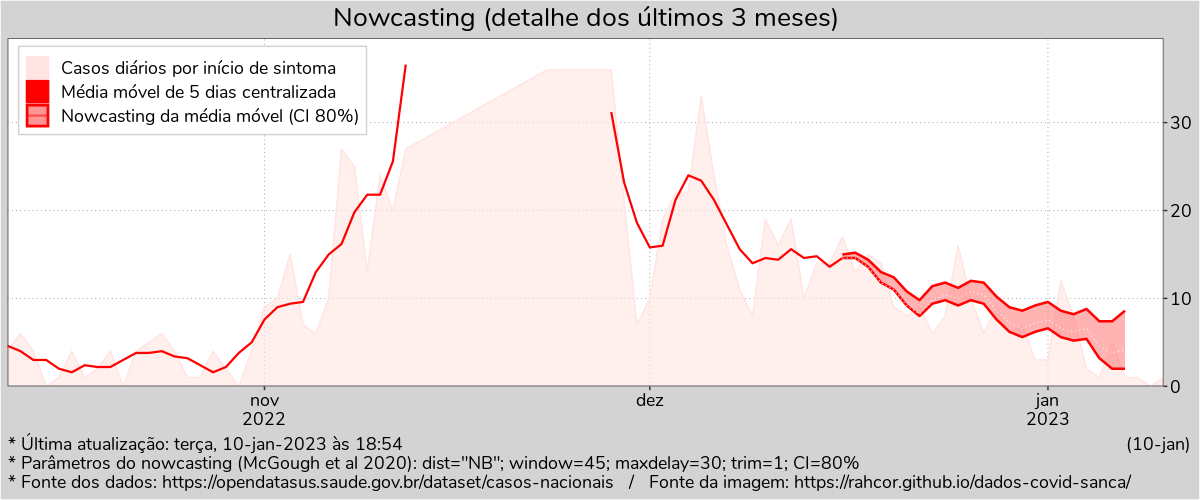 Nowcasting (detalhe dos últimos 3 meses)
Casos diários por início de sintoma
Média móvel de 5 dias centralizada
Nowcasting da média móvel (CI 80%)
30
20
10
0
nov
2022
dez
jan
2023
* Última atualização: terça, 10-jan-2023 às 18:54
(10-jan)
* Parâmetros do nowcasting (McGough et al 2020): dist="NB"; window=45; maxdelay=30; trim=1; CI=80%
* Fonte dos dados: https://opendatasus.saude.gov.br/dataset/casos-nacionais / Fonte da imagem: https://rahcor.github.io/dados-covid-sanca/